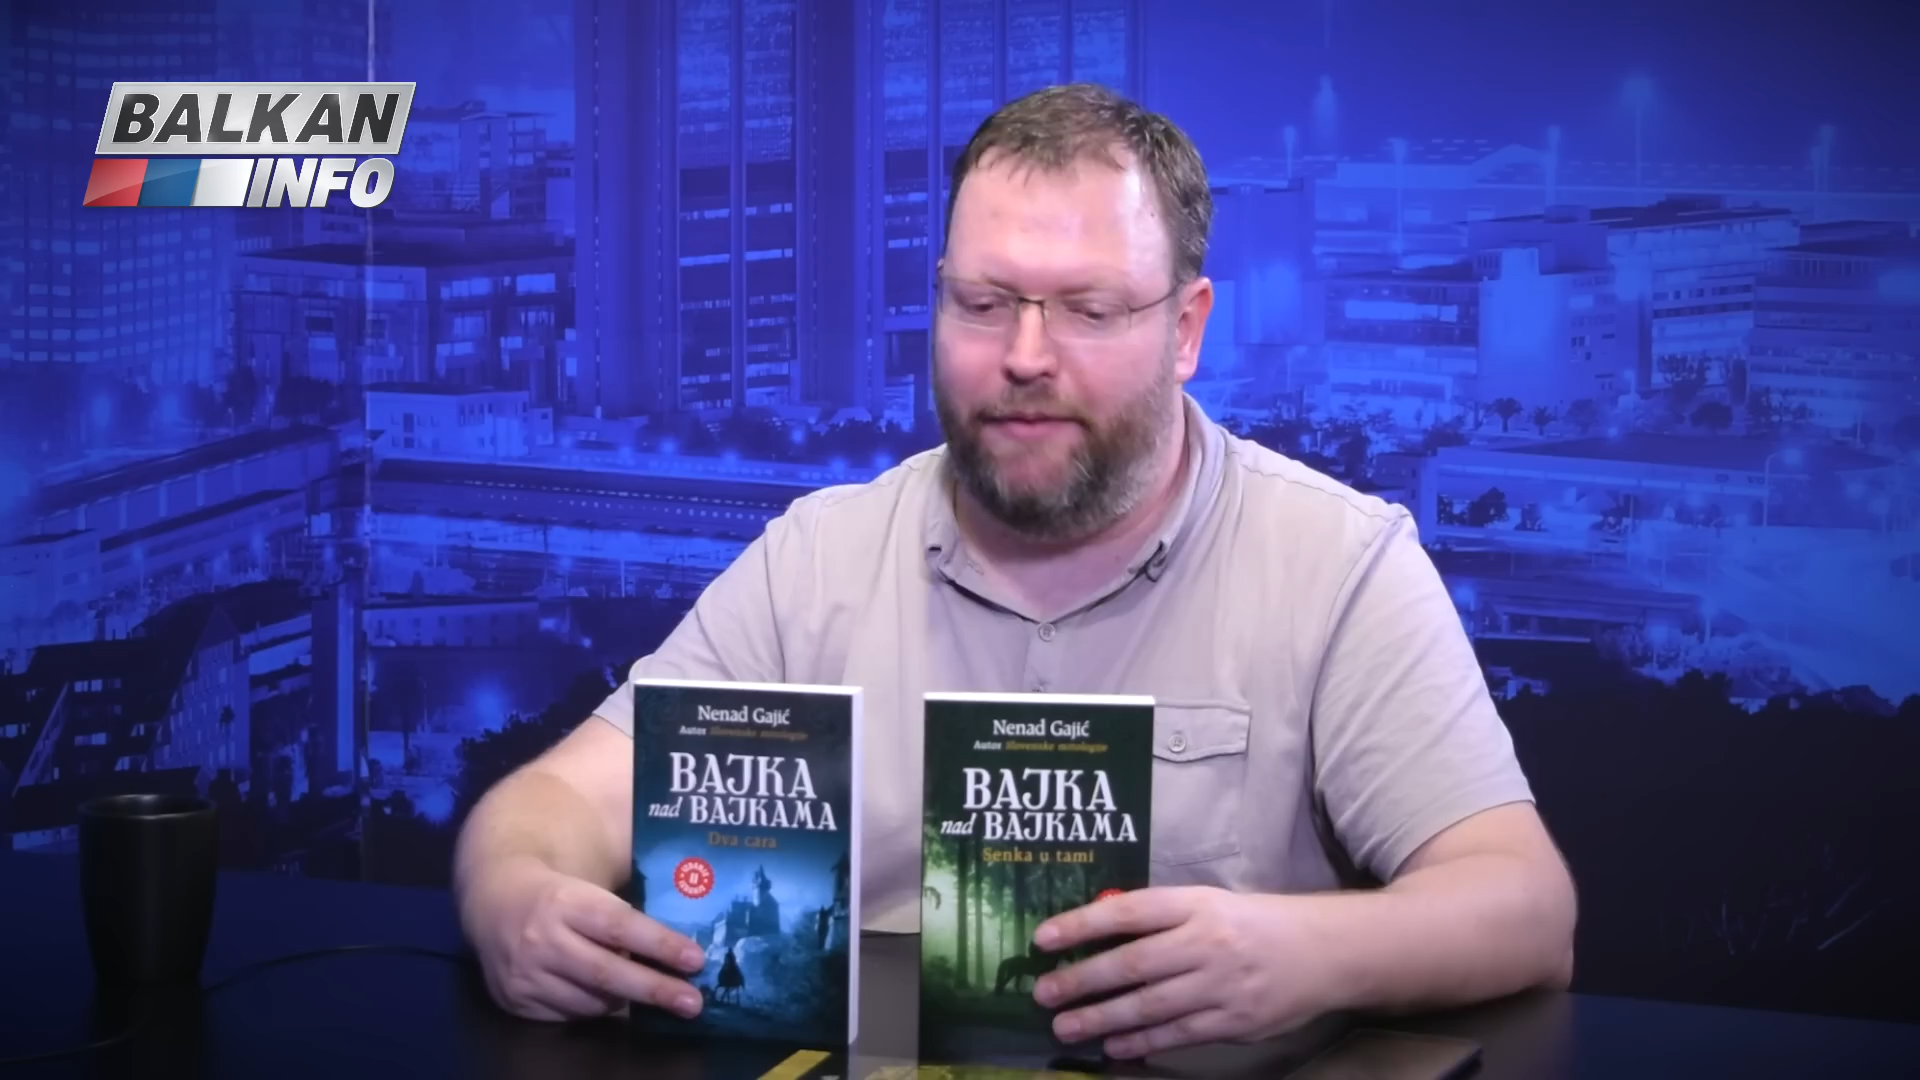 BALKAN
INFO
Nenad Gajić
Autor Slovenske mitologije
BAJKA
nad BAJKAMA
Dva cara
II
Nenad Gajić
Autor Slovenske mitologije
BAJKA
nad BAJKAMA
Senka u tami